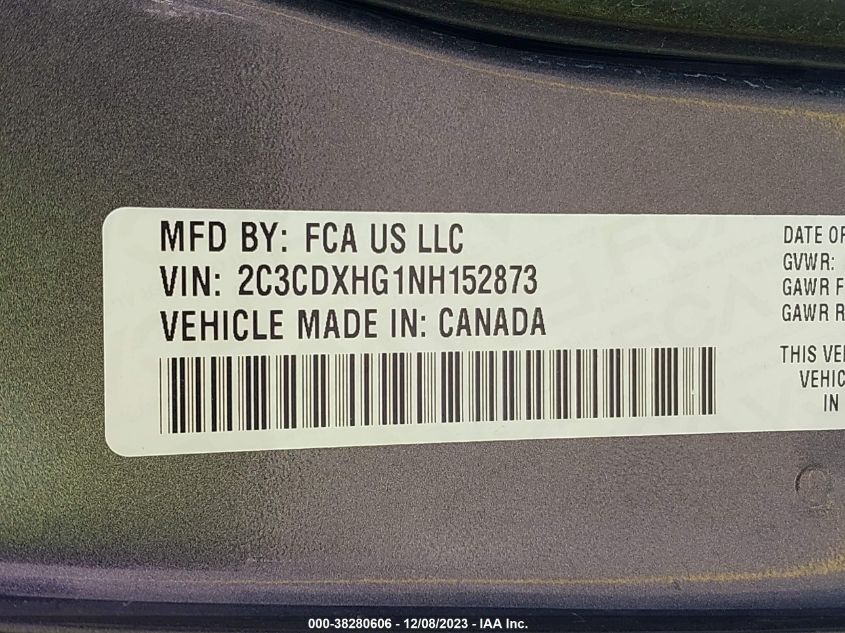 MFD BY: FCA US LLC
VIN: 2C3CDXHG1NH152873
VEHICLE MADE IN: CANADA
DATE OF
GVWR:
GAWR F
GAWR R
THIS VE
VEHIC
IN
000-38280606 - 12/08/2023 - IAA Inc.